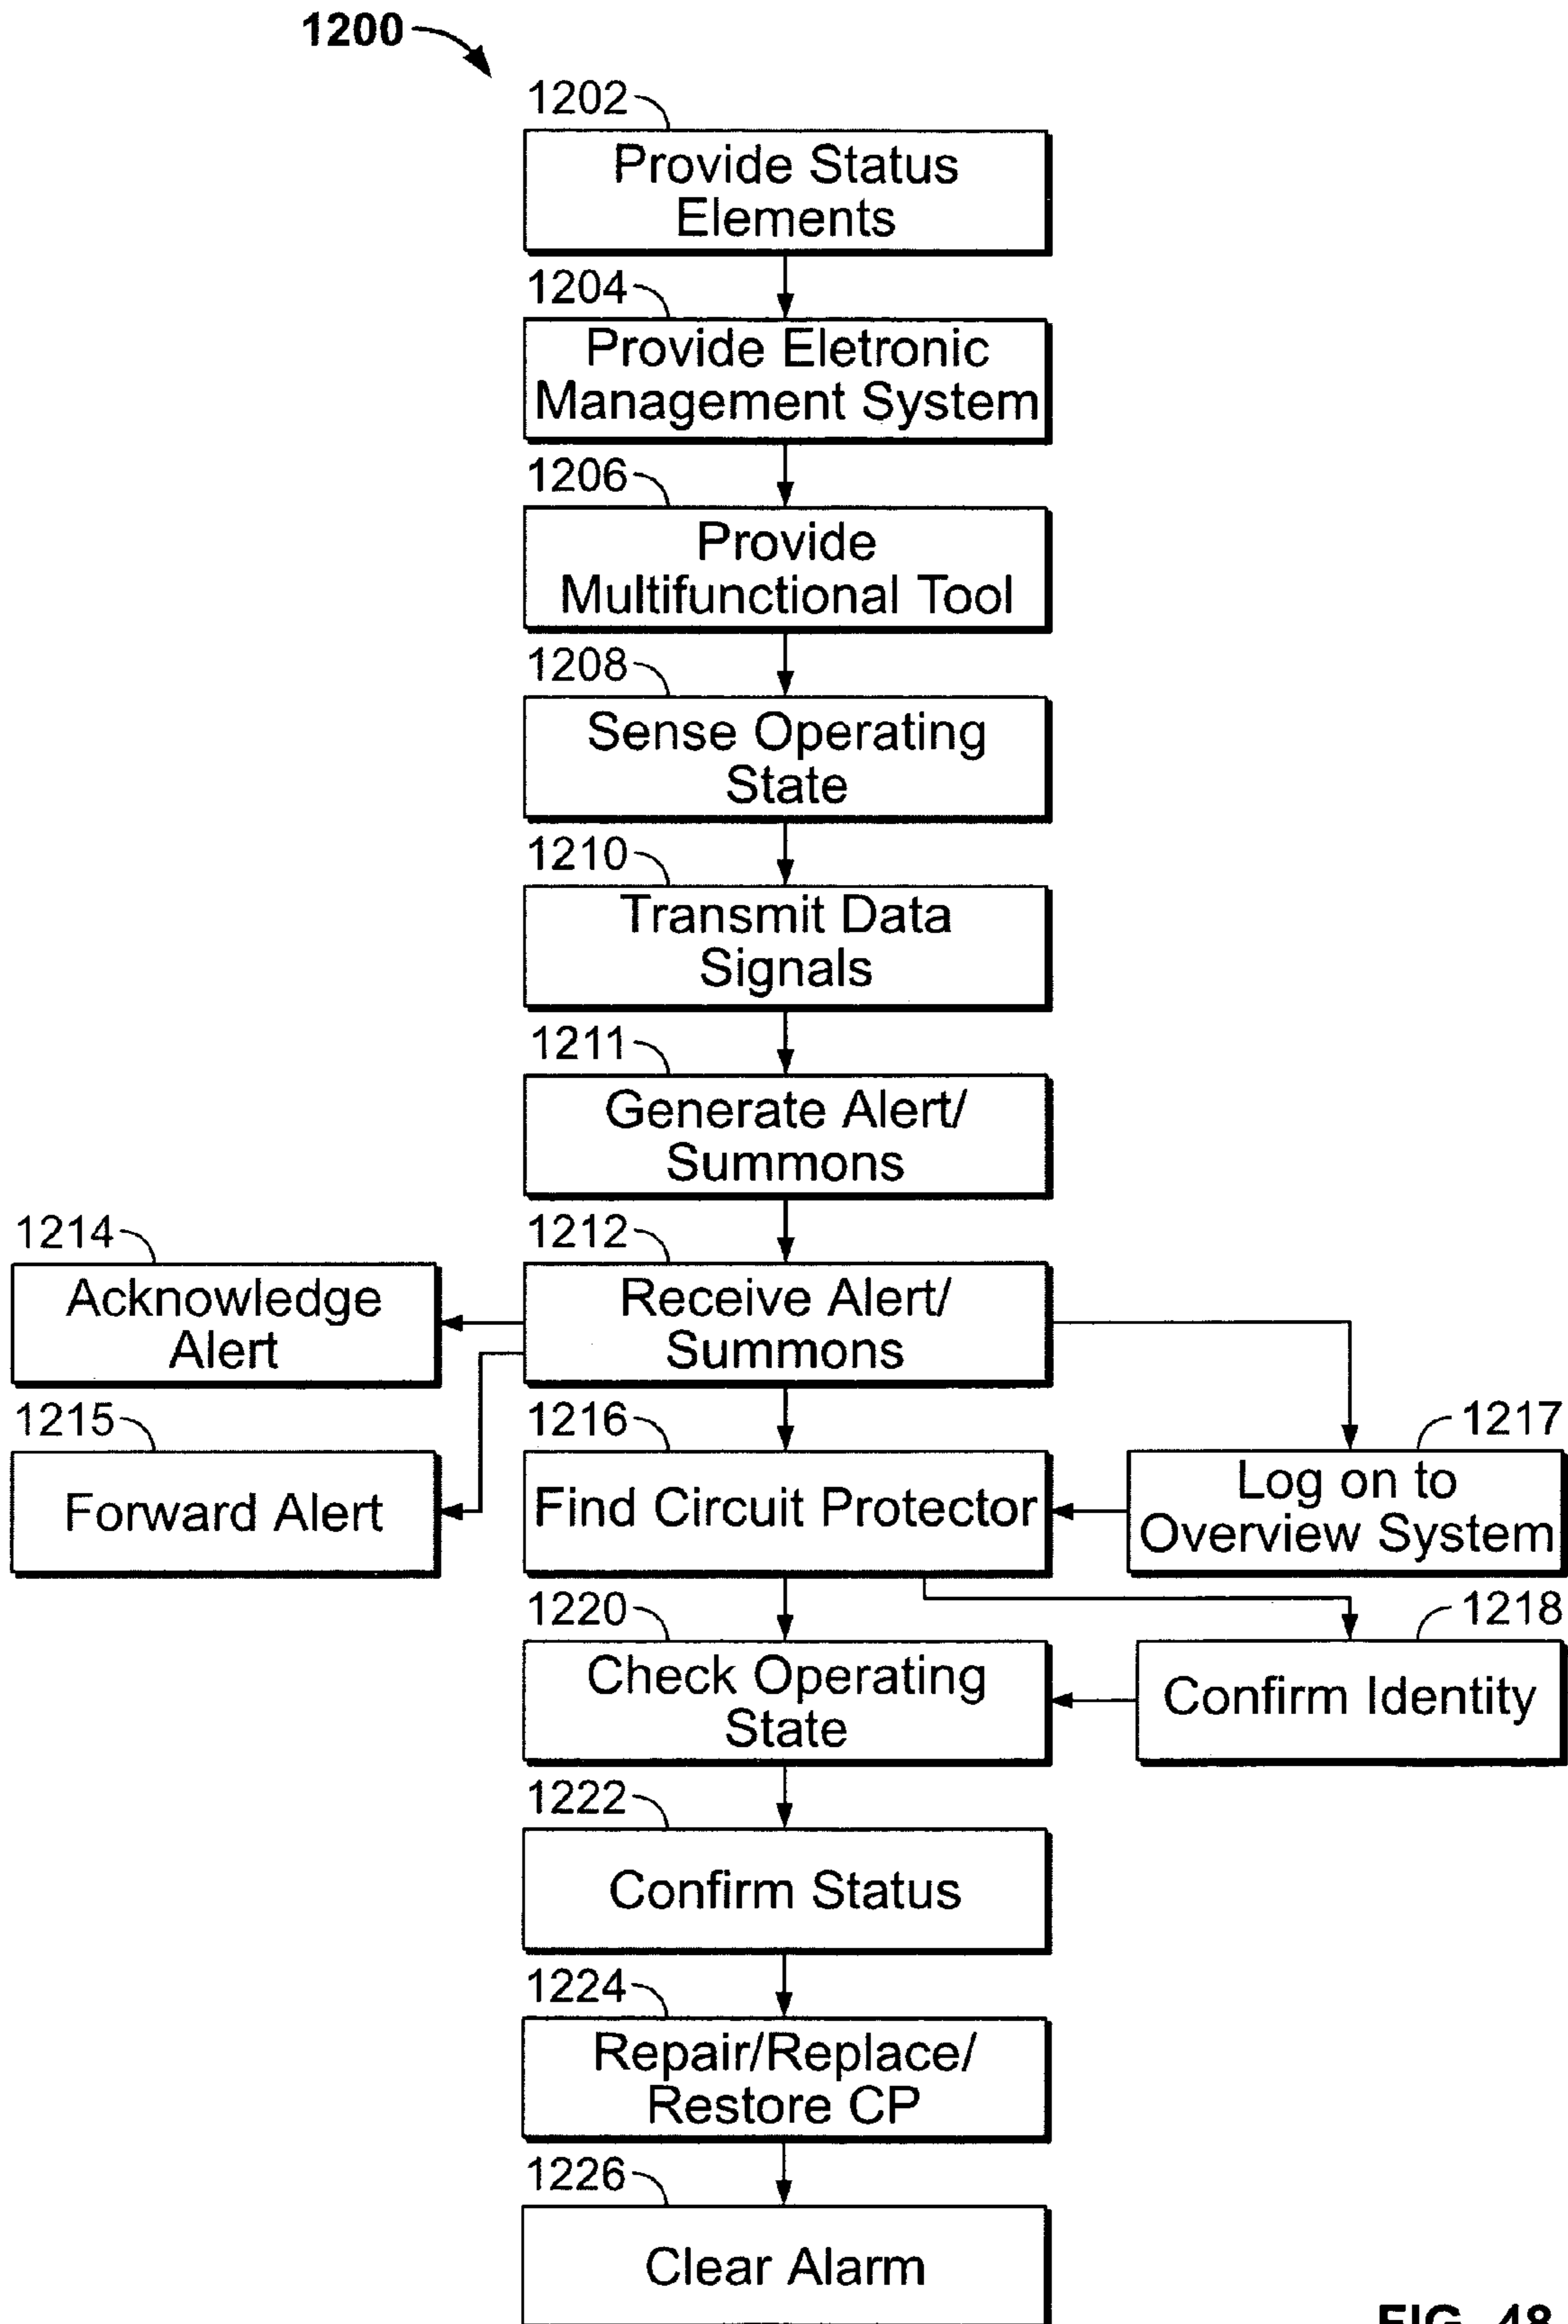 1200
1202
Provide Status
Elements
1204
Provide Eletronic
Management System
1206
Provide
Multifunctional Tool
1208
Sense Operating
State
1210
Transmit Data
Signals
1211
Generate Alert/
Summons
1214
Acknowledge
Alert
1212
Receive Alert/
Summons
1215
Forward Alert
1216
Find Circuit Protector
1217
Log on to
Overview System
1220
Check Operating
State
1218
Confirm Identity
1222
Confirm Status
1224
Repair/Replace/
Restore CP
1226
Clear Alarm
FIG. 48